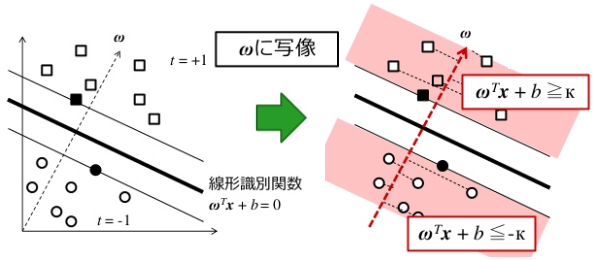 ω
t = +1
線形識別関数
ω^T x + b = 0
t = -1
ωに写像
ω
ω^T x + b ≧ κ
ω^T x + b ≦ -κ